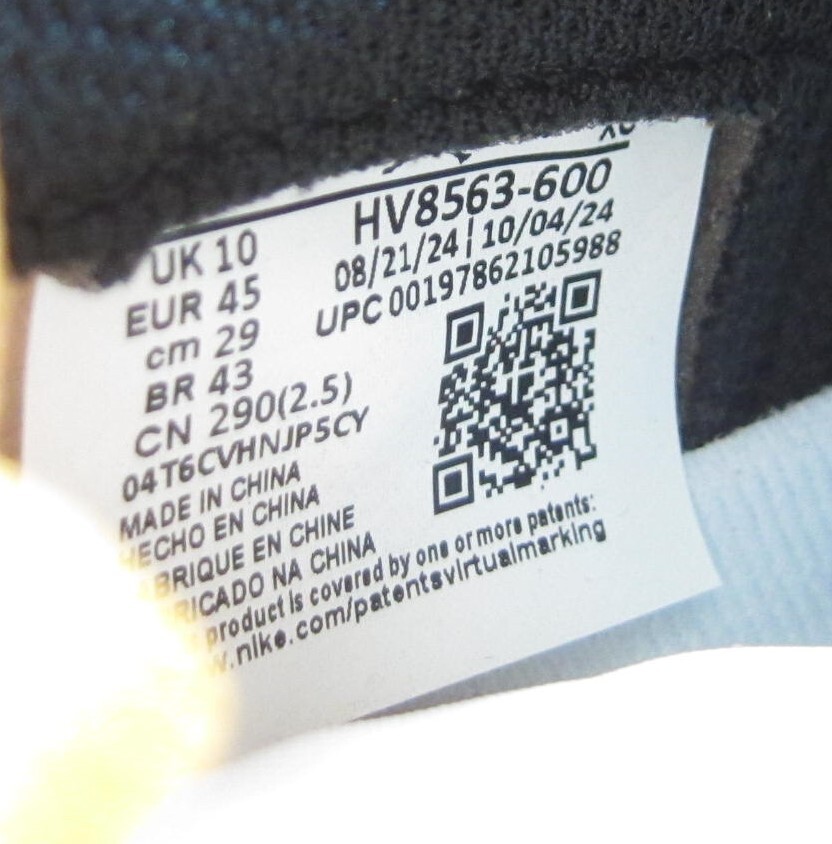 HV8563-600
UK 10
08/21/24 | 10/04/24
EUR 45
UPC 00197862105988
cm 29
BR 43
CN 290(2.5)
04T6CVHNJP5CY
MADE IN CHINA
HECHO EN CHINA
ABRIQUE EN CHINE
RICADO NA CHINA
product is covered by one or more patents:
w.nike.com/patentsvirtualmarking